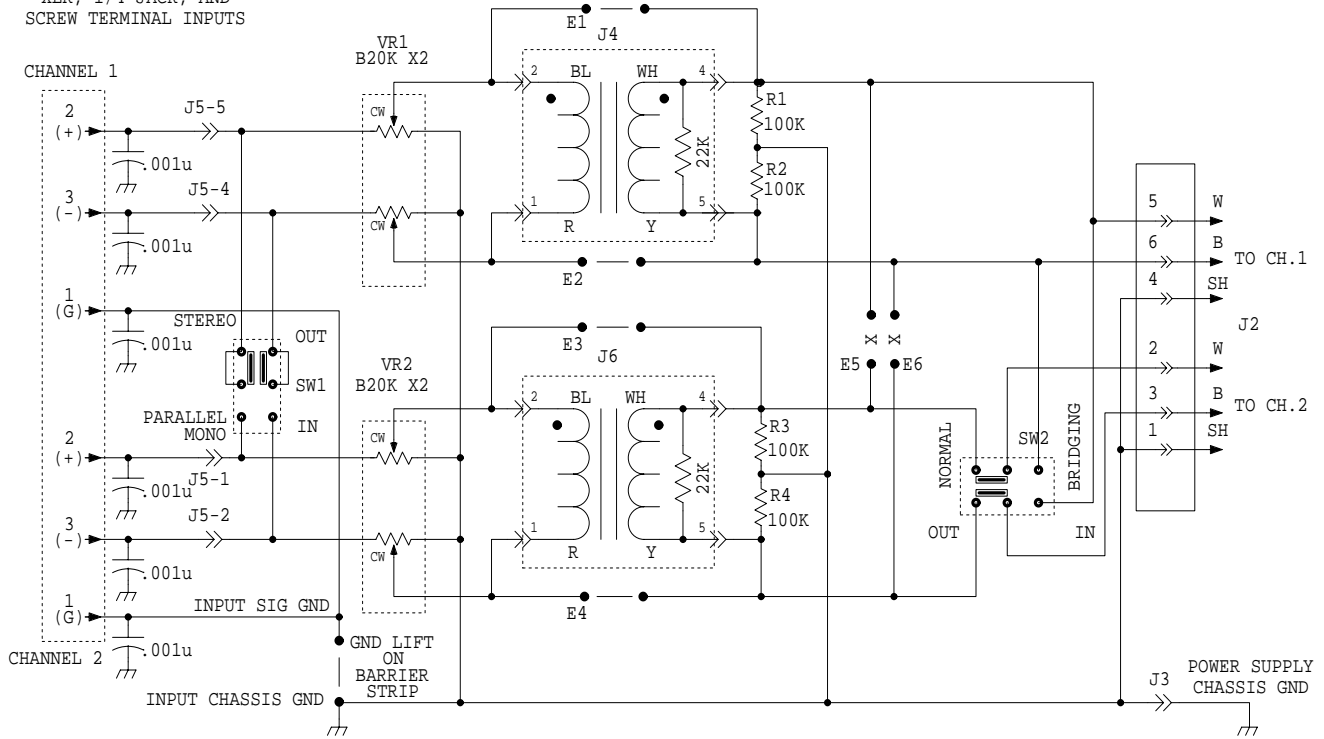 SCREW TERMINAL INPUTS
CHANNEL 1
2
(+)
J5-5
.001u
3
(-)
J5-4
.001u
1
(G)
.001u
STEREO
OUT
SW1
PARALLEL
MONO
IN
2
(+)
.001u
J5-1
3
(-)
J5-2
.001u
1
(G)
INPUT SIG GND
.001u
CHANNEL 2
GND LIFT
ON
BARRIER
STRIP
INPUT CHASSIS GND
VR1
B20K X2
CW
CW
VR2
B20K X2
CW
CW
E1
J4
2
BL
WH
4
22K
1
R
Y
5
R1
100K
R2
100K
E2
E3
J6
2
BL
WH
4
22K
1
R
Y
5
R3
100K
R4
100K
E4
X
X
E5
E6
NORMAL
SW2
BRIDGING
OUT
IN
5
W
6
B
TO CH.1
4
SH
J2
2
W
3
B
TO CH.2
1
SH
J3
POWER SUPPLY
CHASSIS GND